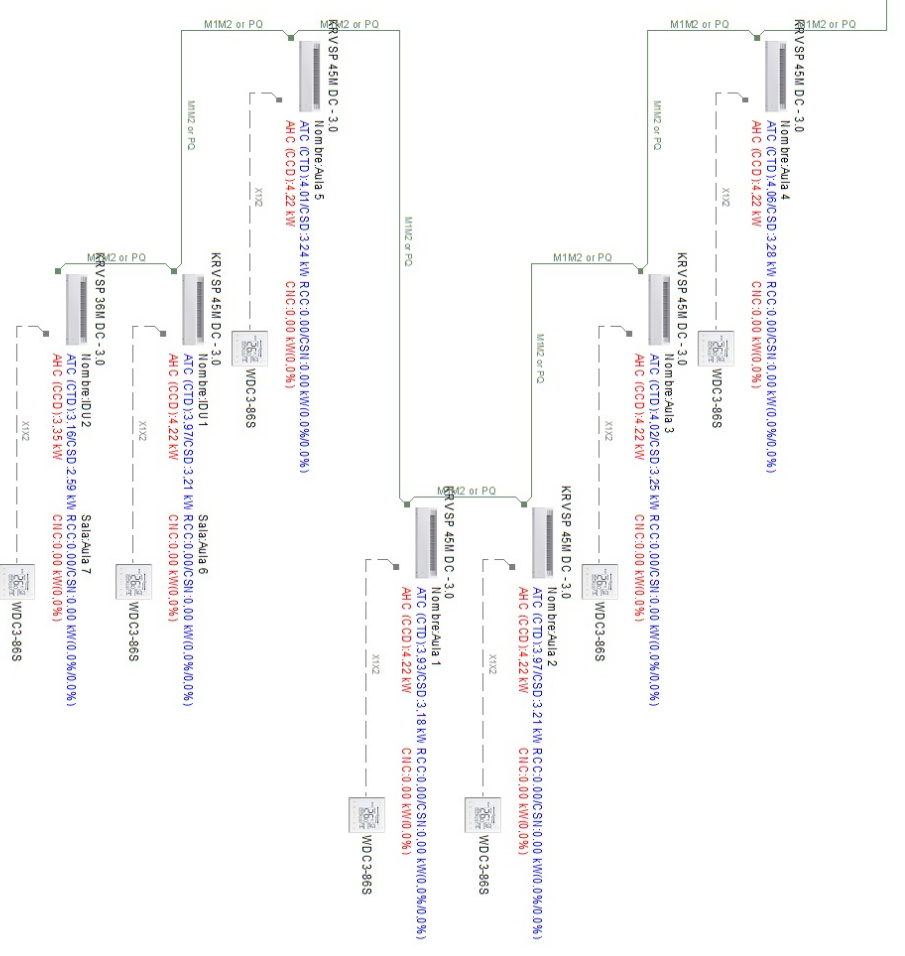 M1M2 or PQ
M1M2 or PQ
M1M2 or PQ
M1M2 or PQ
KRVSP 45M DC - 3.0
Nombre:Aula 5
ATC (CTD):4.01/CSD:3.24 kW RCC:0.00/CSN:0.00 kW(0.0%/0.0%)
AHC (CCD):4.22 kW CNC:0.00 kW(0.0%)
X1X2
WDC3-86S
KRVSP 45M DC - 3.0
Nombre:Aula 4
ATC (CTD):4.06/CSD:3.28 kW RCC:0.00/CSN:0.00 kW(0.0%/0.0%)
AHC (CCD):4.22 kW CNC:0.00 kW(0.0%)
X1X2
WDC3-86S
M1M2 or PQ
M1M2 or PQ
M1M2 or PQ
M1M2 or PQ
M1M2 or PQ
KRVSP 36M DC - 3.0
Nombre:IDU2 Sala:Aula 7
ATC (CTD):3.16/CSD:2.59 kW RCC:0.00/CSN:0.00 kW(0.0%/0.0%)
AHC (CCD):3.35 kW CNC:0.00 kW(0.0%)
X1X2
WDC3-86S
KRVSP 45M DC - 3.0
Nombre:IDU1 Sala:Aula 6
ATC (CTD):3.97/CSD:3.21 kW RCC:0.00/CSN:0.00 kW(0.0%/0.0%)
AHC (CCD):4.22 kW CNC:0.00 kW(0.0%)
X1X2
WDC3-86S
KRVSP 45M DC - 3.0
Nombre:Aula 3
ATC (CTD):4.02/CSD:3.25 kW RCC:0.00/CSN:0.00 kW(0.0%/0.0%)
AHC (CCD):4.22 kW CNC:0.00 kW(0.0%)
X1X2
WDC3-86S
M1M2 or PQ
M1M2 or PQ
KRVSP 45M DC - 3.0
Nombre:Aula 1
ATC (CTD):3.93/CSD:3.18 kW RCC:0.00/CSN:0.00 kW(0.0%/0.0%)
AHC (CCD):4.22 kW CNC:0.00 kW(0.0%)
X1X2
WDC3-86S
KRVSP 45M DC - 3.0
Nombre:Aula 2
ATC (CTD):3.97/CSD:3.21 kW RCC:0.00/CSN:0.00 kW(0.0%/0.0%)
AHC (CCD):4.22 kW CNC:0.00 kW(0.0%)
X1X2
WDC3-86S